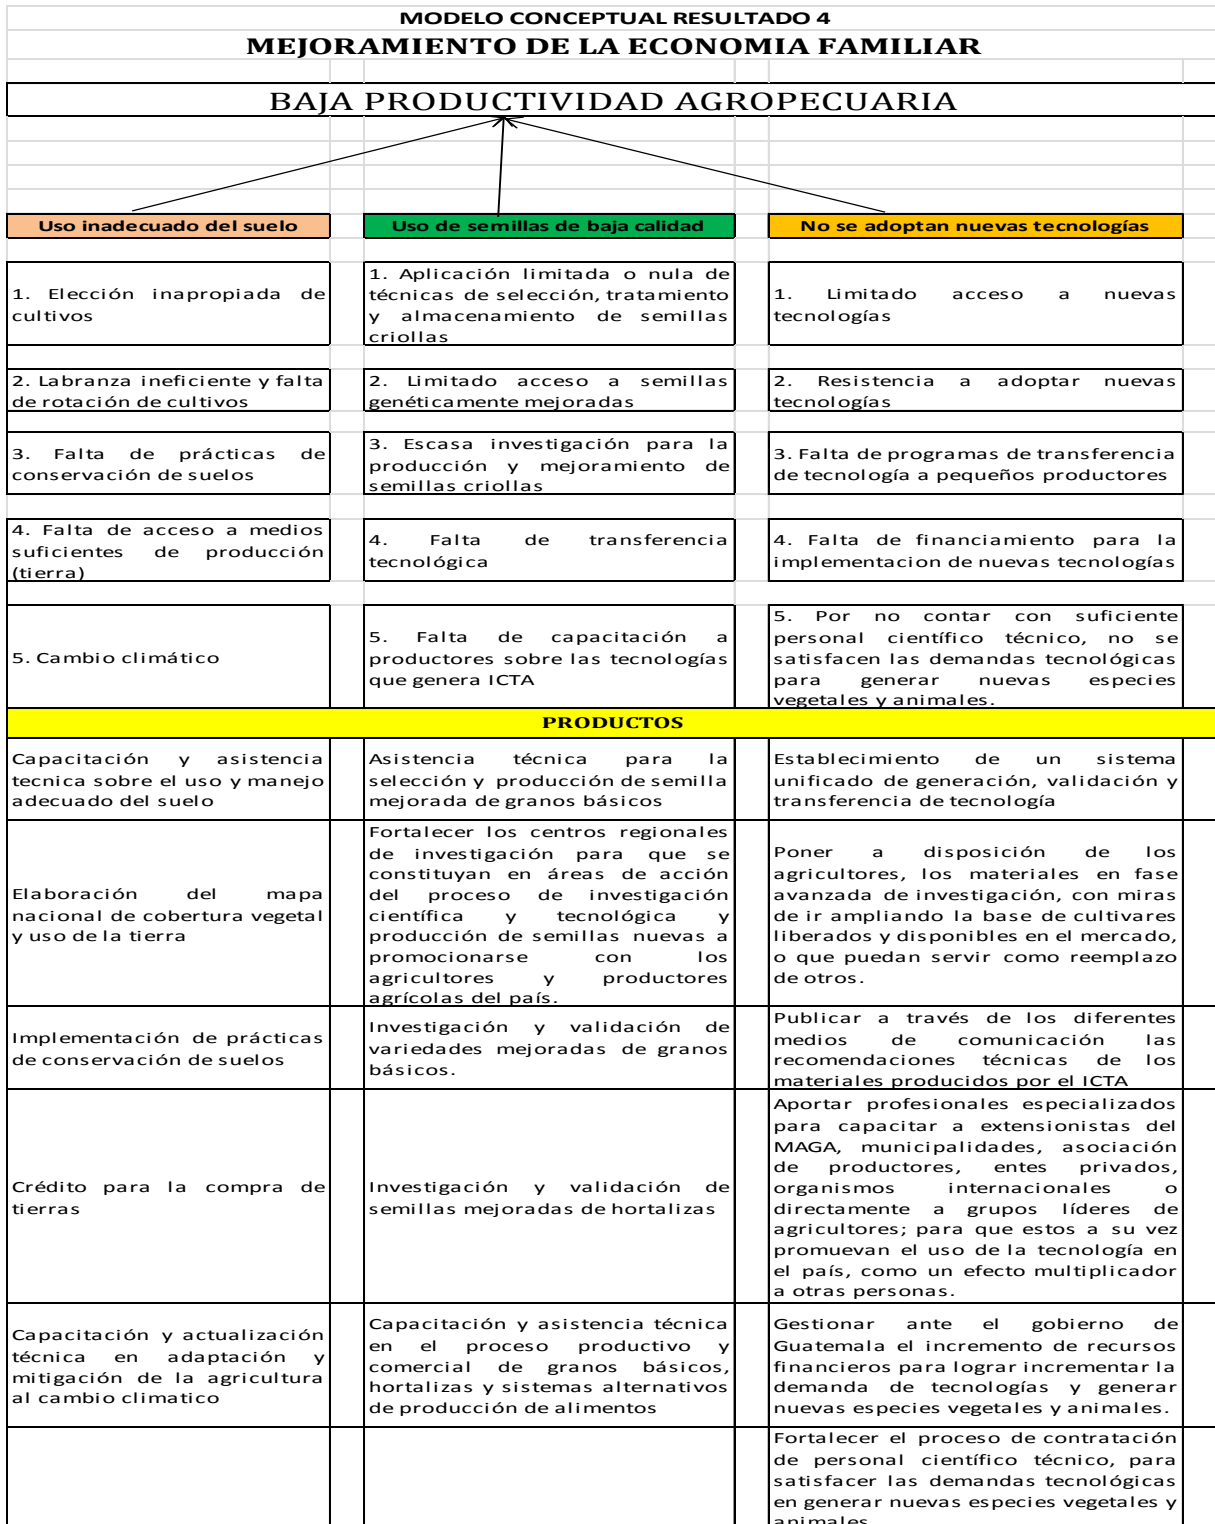 MODELO CONCEPTUAL RESULTADO 4
MEJORAMIENTO DE LA ECONOMIA FAMILIAR
BAJA PRODUCTIVIDAD AGROPECUARIA
Uso inadecuado del suelo
Uso de semillas de baja calidad
No se adoptan nuevas tecnologías
1. Elección inapropiada de
cultivos
1. Aplicación limitada o nula de
técnicas de selección, tratamiento
y almacenamiento de semillas
criollas
1. Limitado acceso a nuevas
tecnologías
2. Labranza ineficiente y falta
de rotación de cultivos
2. Limitado acceso a semillas
genéticamente mejoradas
2. Resistencia a adoptar nuevas
tecnologías
3. Falta de prácticas de
conservación de suelos
3. Escasa investigación para la
producción y mejoramiento de
semillas criollas
3. Falta de programas de transferencia
de tecnología a pequeños productores
4. Falta de acceso a medios
suficientes de producción
(tierra)
4. Falta de transferencia
tecnológica
4. Falta de financiamiento para la
implementacion de nuevas tecnologías
5. Cambio climático
5. Falta de capacitación a
productores sobre las tecnologías
que genera ICTA
5. Por no contar con suficiente
personal científico técnico, no se
satisfacen las demandas tecnológicas
para generar nuevas especies
vegetales y animales.
PRODUCTOS
Capacitación y asistencia
tecnica sobre el uso y manejo
adecuado del suelo
Asistencia técnica para la
selección y producción de semilla
mejorada de granos básicos
Establecimiento de un sistema
unificado de generación, validación y
transferencia de tecnología
Elaboración del mapa
nacional de cobertura vegetal
y uso de la tierra
Fortalecer los centros regionales
de investigación para que se
constituyan en áreas de acción
del proceso de investigación
científica y tecnológica y
producción de semillas nuevas a
promocionarse con los
agricultores y productores
agrícolas del país.
Poner a disposición de los
agricultores, los materiales en fase
avanzada de investigación, con miras
de ir ampliando la base de cultivares
liberados y disponibles en el mercado,
o que puedan servir como reemplazo
de otros.
Implementación de prácticas
de conservación de suelos
Investigación y validación de
variedades mejoradas de granos
básicos.
Publicar a través de los diferentes
medios de comunicación las
recomendaciones técnicas de los
materiales producidos por el ICTA
Crédito para la compra de
tierras
Investigación y validación de
semillas mejoradas de hortalizas
Aportar profesionales especializados
para capacitar a extensionistas del
MAGA, municipalidades, asociación
de productores, entes privados,
organismos internacionales o
directamente a grupos líderes de
agricultores; para que estos a su vez
promuevan el uso de la tecnología en
el país, como un efecto multiplicador
a otras personas.
Capacitación y actualización
técnica en adaptación y
mitigación de la agricultura
al cambio climatico
Capacitación y asistencia técnica
en el proceso productivo y
comercial de granos básicos,
hortalizas y sistemas alternativos
de producción de alimentos
Gestionar ante el gobierno de
Guatemala el incremento de recursos
financieros para lograr incrementar la
demanda de tecnologías y generar
nuevas especies vegetales y animales.
Fortalecer el proceso de contratación
de personal científico técnico, para
satisfacer las demandas tecnológicas
en generar nuevas especies vegetales y
animales